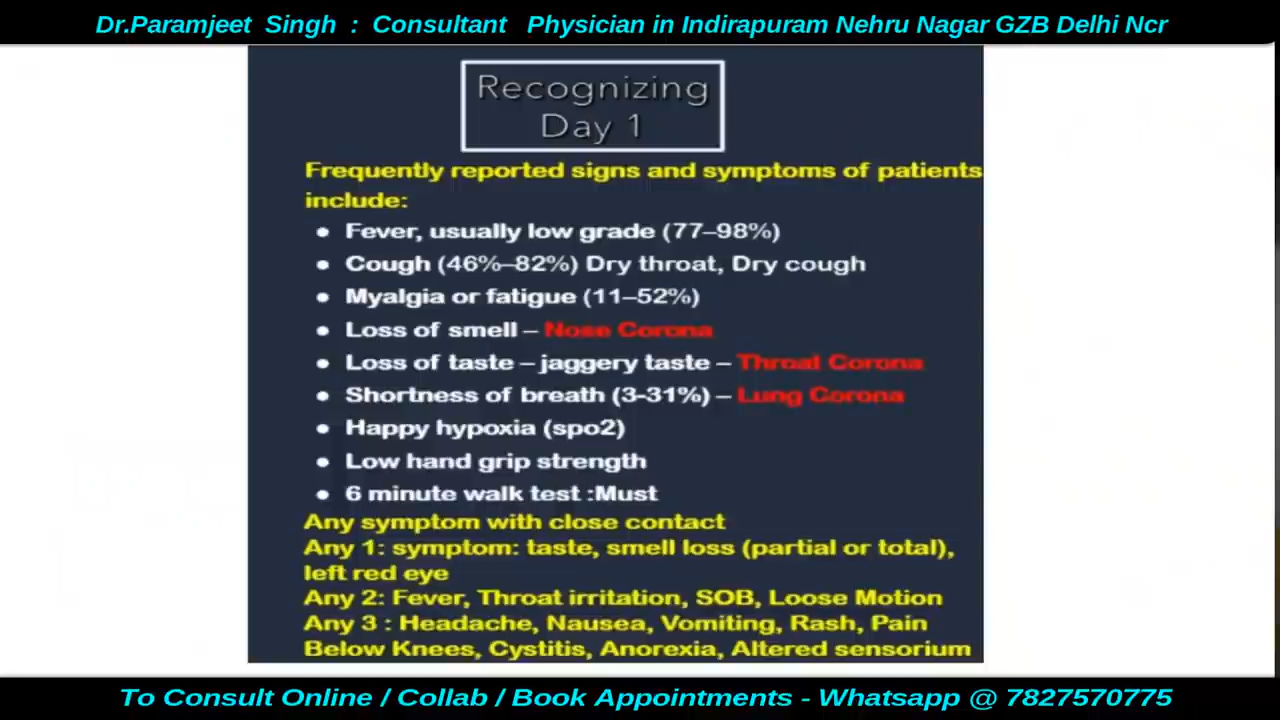 Dr.Paramjeet Singh : Consultant Physician in Indirapuram Nehru Nagar GZB Delhi Ncr
Recognizing
Day 1
Frequently reported signs and symptoms of patients
include:
• Fever, usually low grade (77–98%)
• Cough (46%–82%) Dry throat, Dry cough
• Myalgia or fatigue (11–52%)
• Loss of smell – Nose Corona
• Loss of taste – jaggery taste – Throat Corona
• Shortness of breath (3-31%) – Lung Corona
• Happy hypoxia (spo2)
• Low hand grip strength
• 6 minute walk test :Must
Any symptom with close contact
Any 1: symptom: taste, smell loss (partial or total),
left red eye
Any 2: Fever, Throat irritation, SOB, Loose Motion
Any 3 : Headache, Nausea, Vomiting, Rash, Pain
Below Knees, Cystitis, Anorexia, Altered sensorium
To Consult Online / Collab / Book Appointments - Whatsapp @ 7827570775